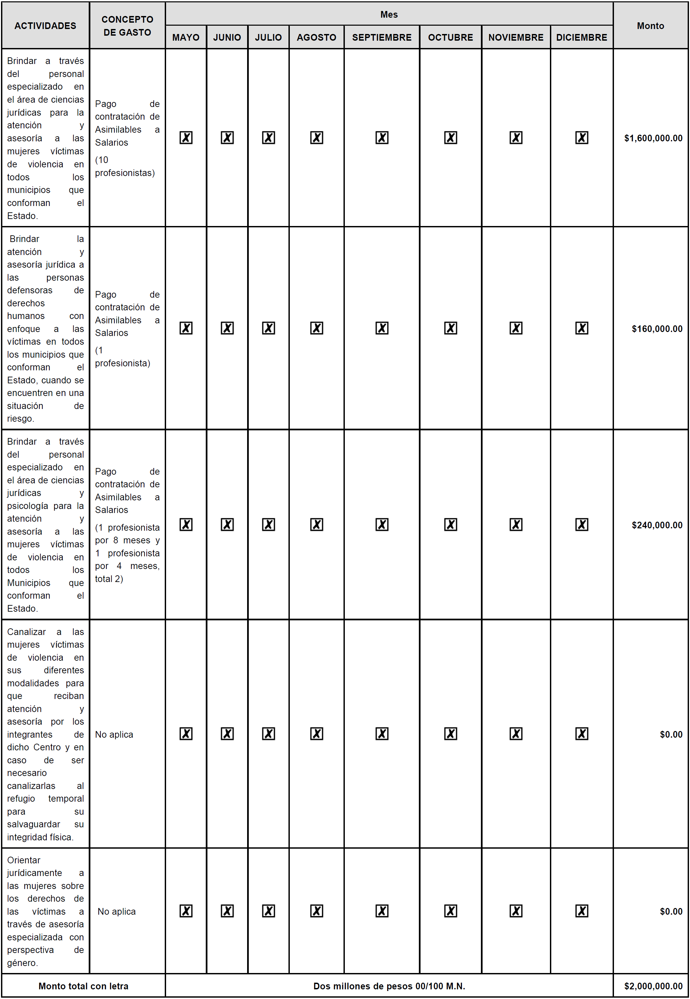 ACTIVIDADES
CONCEPTO
DE GASTO
Mes
Monto
MAYO
JUNIO
JULIO
AGOSTO
SEPTIEMBRE
OCTUBRE
NOVIEMBRE
DICIEMBRE
Brindar a través
del personal
especializado en
el área de ciencias
jurídicas para la
atención y
asesoría a las
mujeres víctimas
de violencia en
todos los
municipios que
conforman el
Estado.
Pago de
contratación de
Asimilables a
Salarios
(10
profesionistas)
$1,600,000.00
Brindar la
atención y
asesoría jurídica a
las personas
defensoras de
derechos
humanos con
enfoque a las
víctimas en todos
los municipios que
conforman el
Estado, cuando se
encuentren en una
situación de
riesgo.
Pago de
contratación de
Asimilables a
Salarios
(1
profesionista)
$160,000.00
Brindar a través
del personal
especializado en
el área de ciencias
jurídicas y
psicología para la
atención y
asesoría a las
mujeres víctimas
de violencia en
todos los
Municipios que
conforman el
Estado.
Pago de
contratación de
Asimilables a
Salarios
(1 profesionista
por 8 meses y
1 profesionista
por 4 meses,
total 2)
$240,000.00
Canalizar a las
mujeres víctimas
de violencia en
sus diferentes
modalidades para
que reciban
atención y
asesoría por los
integrantes de
dicho Centro y en
caso de ser
necesario
canalizarlas al
refugio temporal
para su
salvaguardar su
integridad física.
No aplica
$0.00
Orientar
jurídicamente a
las mujeres sobre
los derechos de
las víctimas a
través de asesoría
especializada con
perspectiva de
género.
No aplica
$0.00
Monto total con letra
Dos millones de pesos 00/100 M.N.
$2,000,000.00